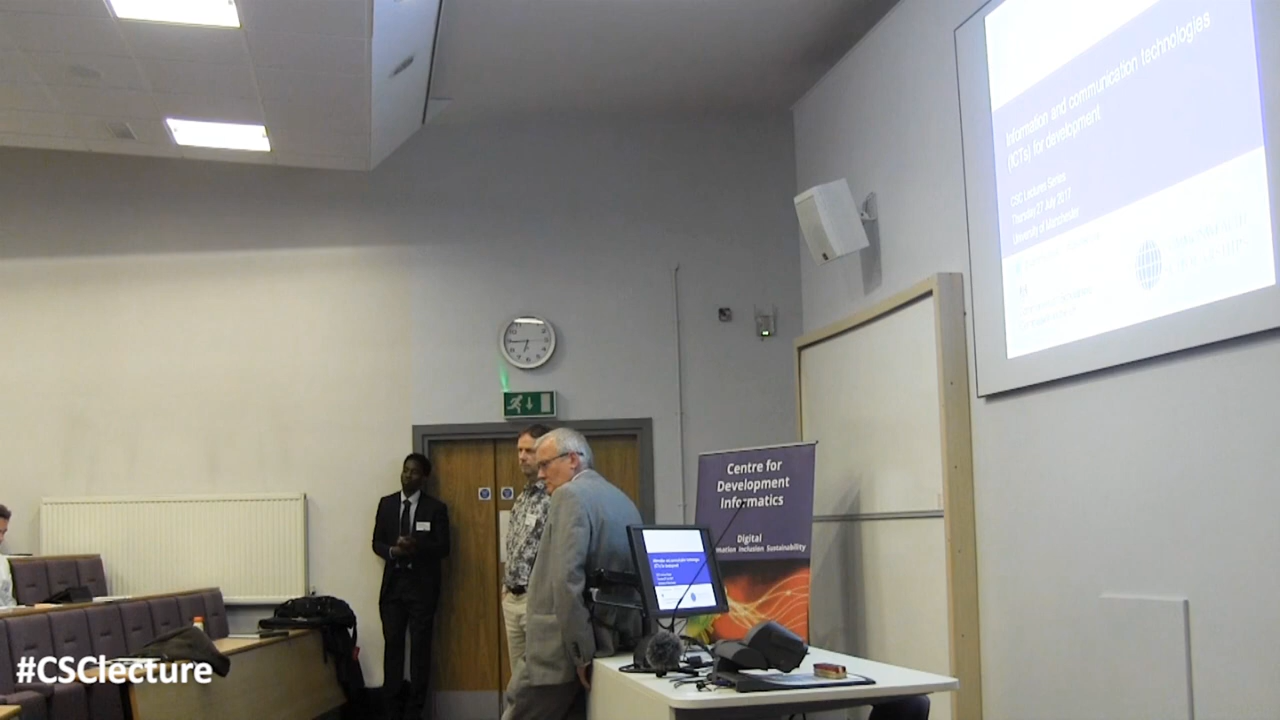 Information and communication technologies
(ICTs) for development
CSC Lectures Series
Thursday 27 July 2017
University of Manchester
Centre for
Development
Informatics
Digital
Inclusion Sustainability
#CSClecture